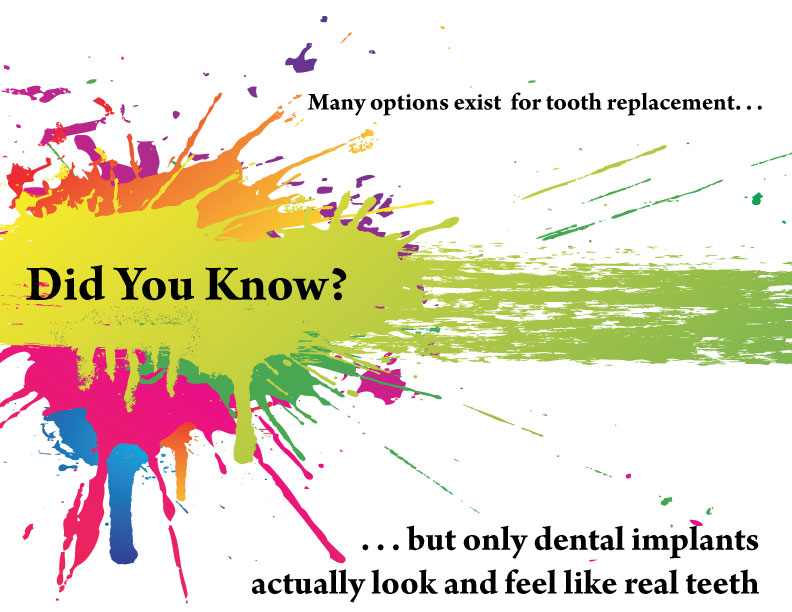 Many options exist  for tooth replacement. . .
Did You Know?
. . . but only dental implants
actually look and feel like real teeth